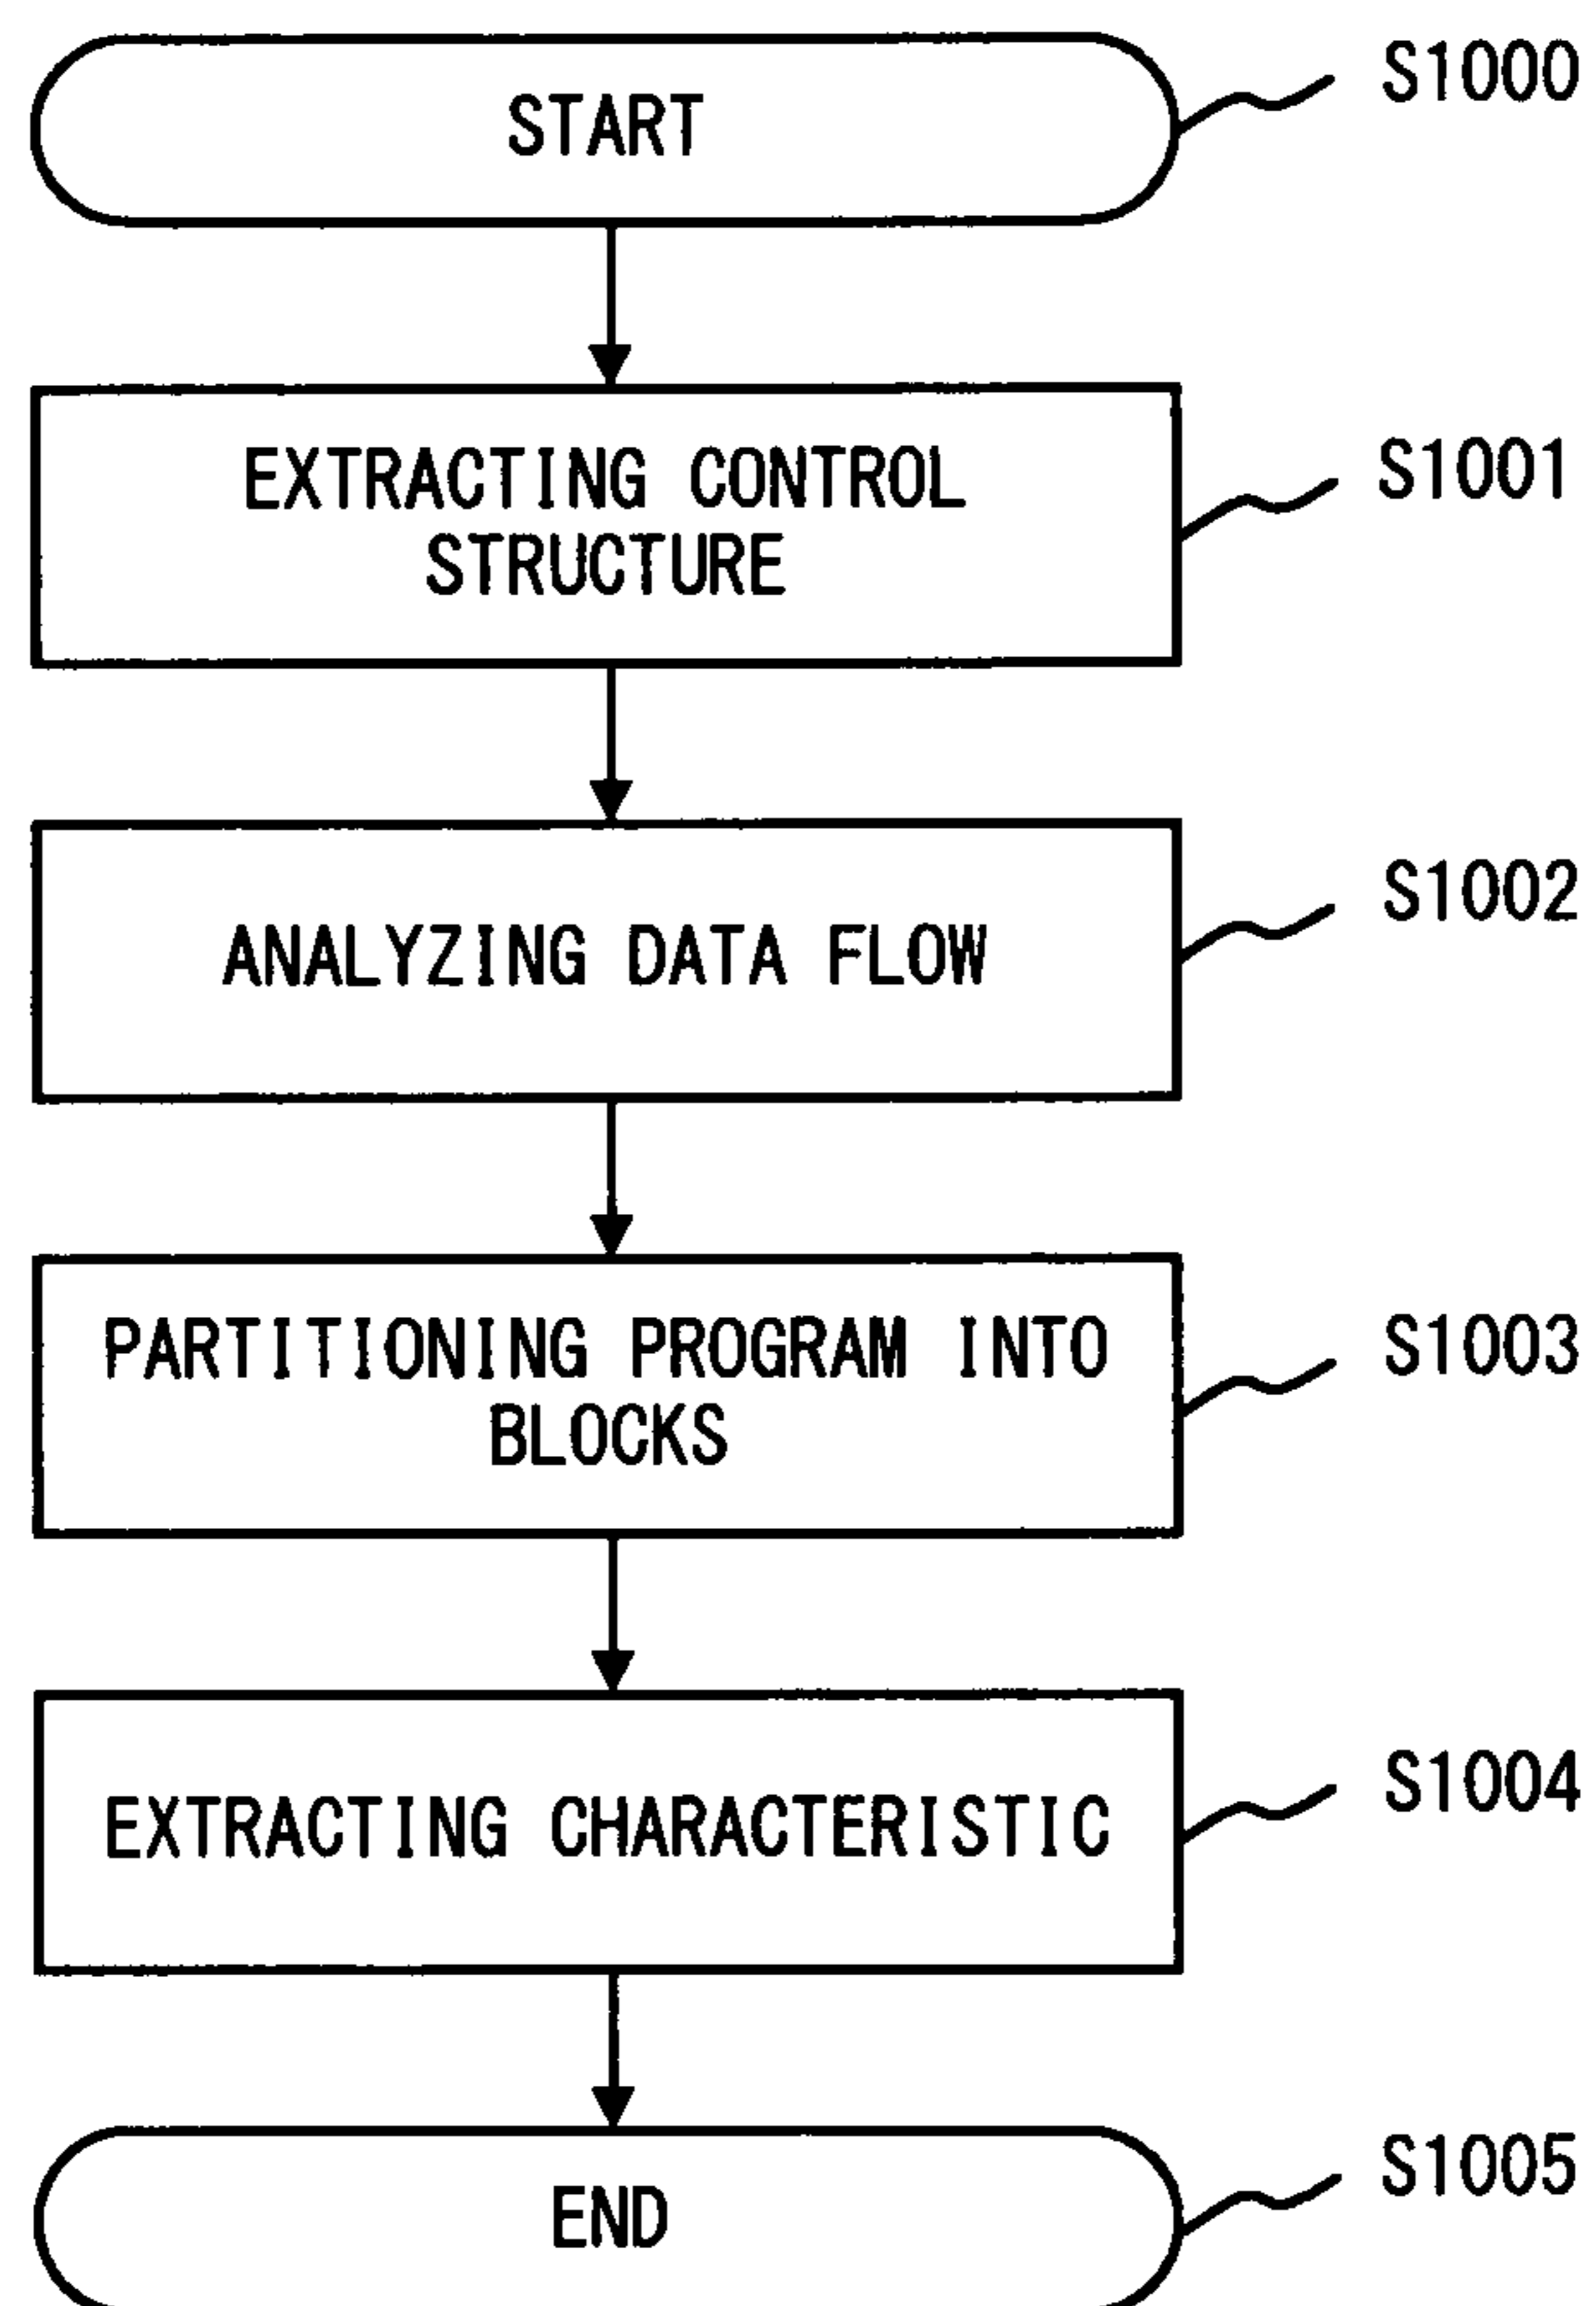 START
S1000
EXTRACTING CONTROL
STRUCTURE
S1001
ANALYZING DATA FLOW
S1002
PARTITIONING PROGRAM INTO
BLOCKS
S1003
EXTRACTING CHARACTERISTIC
S1004
END
S1005